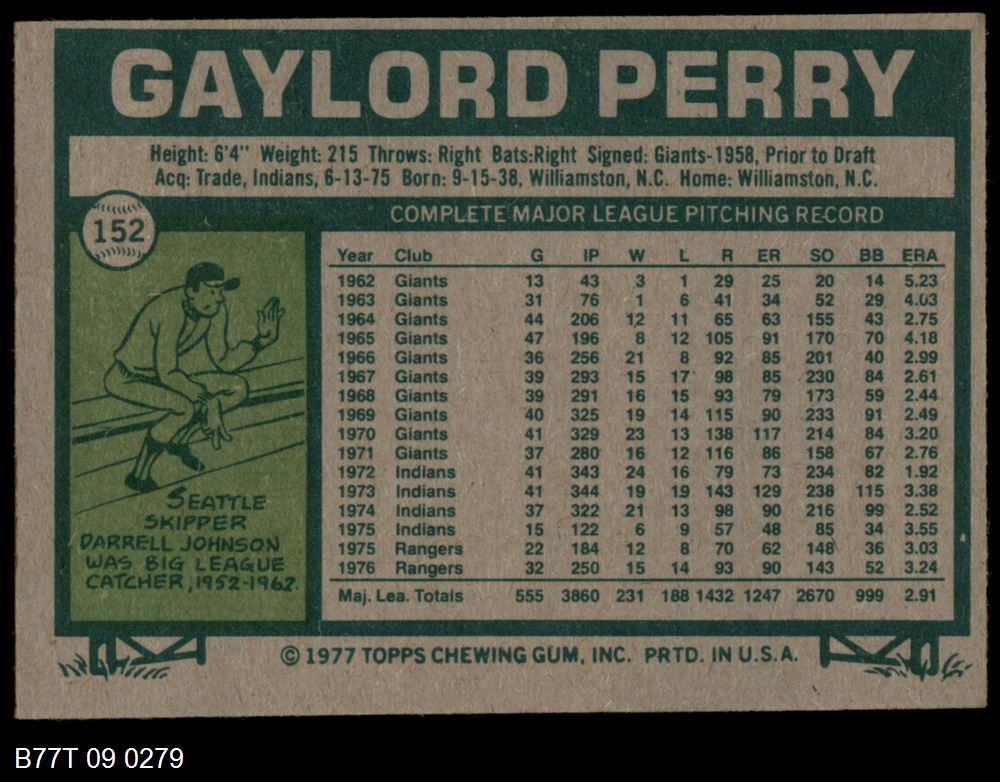 GAYLORD PERRY
Height: 6'4" Weight: 215 Throws: Right Bats:Right Signed: Giants-1958, Prior to Draft
Acq: Trade, Indians, 6-13-75 Born: 9-15-38, Williamston, N.C. Home: Williamston, N.C.
152
COMPLETE MAJOR LEAGUE PITCHING RECORD
Year Club G IP W L R ER SO BB ERA
1962 Giants 13 43 3 1 29 25 20 14 5.23
1963 Giants 31 76 1 6 41 34 52 29 4.03
1964 Giants 44 206 12 11 65 63 155 43 2.75
1965 Giants 47 196 8 12 105 91 170 70 4.18
1966 Giants 36 256 21 8 92 85 201 40 2.99
1967 Giants 39 293 15 17 98 85 230 84 2.61
1968 Giants 39 291 16 15 93 79 173 59 2.44
1969 Giants 40 325 19 14 115 90 233 91 2.49
1970 Giants 41 329 23 13 138 117 214 84 3.20
1971 Giants 37 280 16 12 116 86 158 67 2.76
1972 Indians 41 343 24 16 79 73 234 82 1.92
1973 Indians 41 344 19 19 143 129 238 115 3.38
1974 Indians 37 322 21 13 98 90 216 99 2.52
1975 Indians 15 122 6 9 57 48 85 34 3.55
1975 Rangers 22 184 12 8 70 62 148 36 3.03
1976 Rangers 32 250 15 14 93 90 143 52 3.24
Maj. Lea. Totals 555 3860 231 188 1432 1247 2670 999 2.91
SEATTLE
SKIPPER
DARRELL JOHNSON
WAS BIG LEAGUE
CATCHER, 1952-1962.
© 1977 TOPPS CHEWING GUM, INC. PRTD. IN U.S.A.
B77T 09 0279